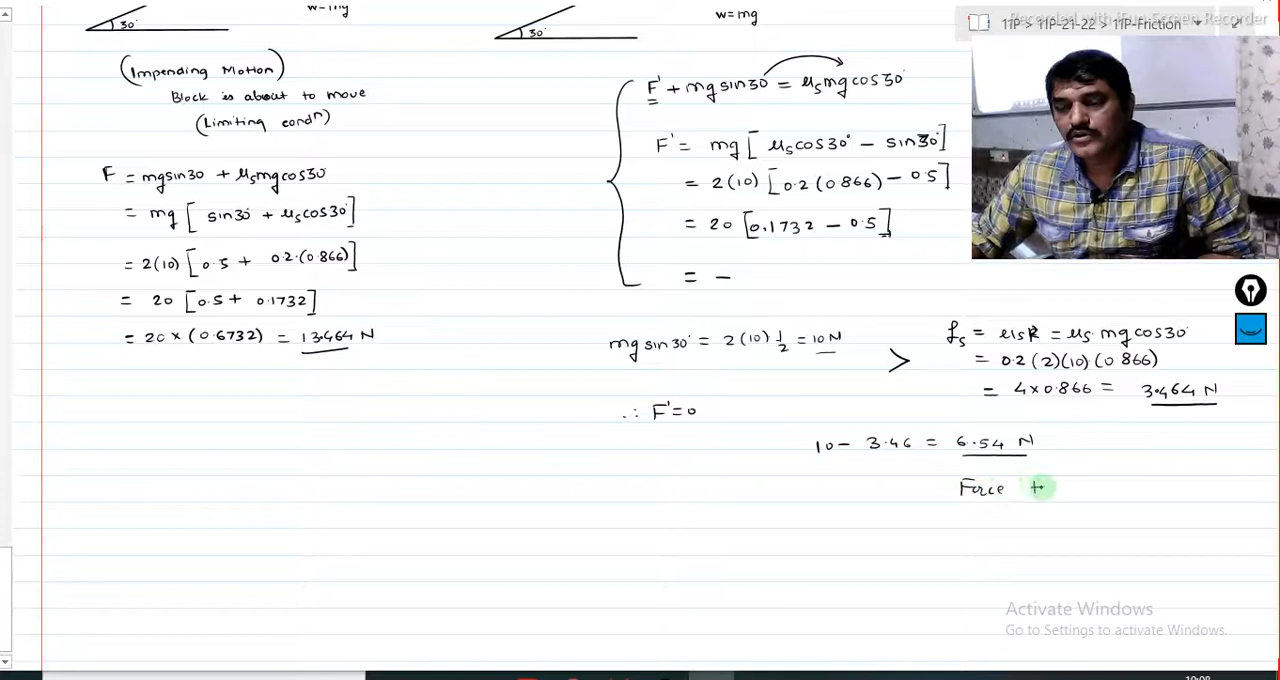 30°
w=mg
(Impending Motion)
Block is about to move
(Limiting condn)
F = mgsin30 + μsmgcos30
= mg [ sin30 + μscos30 ]
= 2(10) [ 0.5 + 0.2.(0.866) ]
= 20 [ 0.5 + 0.1732 ]
= 20 × (0.6732) = 13.464 N
30°
w=mg
F' + mgsin30 = μsmgcos30°
F' = mg [ μscos30° - sin30° ]
= 2(10) [ 0.2(0.866) - 0.5 ]
= 20 [ 0.1732 - 0.5 ]
= -
mgsin30° = 2(10) 1/2 = 10 N
>
fs = μsR = μs. mgcos30°
= 0.2(2)(10)(0.866)
= 4×0.866 = 3.464 N
∴ F'=0
10 - 3.46 = 6.54 N
Force
Recorded with iFun Screen Recorder
11P > 11P-21-22 > 11P-Friction
Activate Windows
Go to Settings to activate Windows.